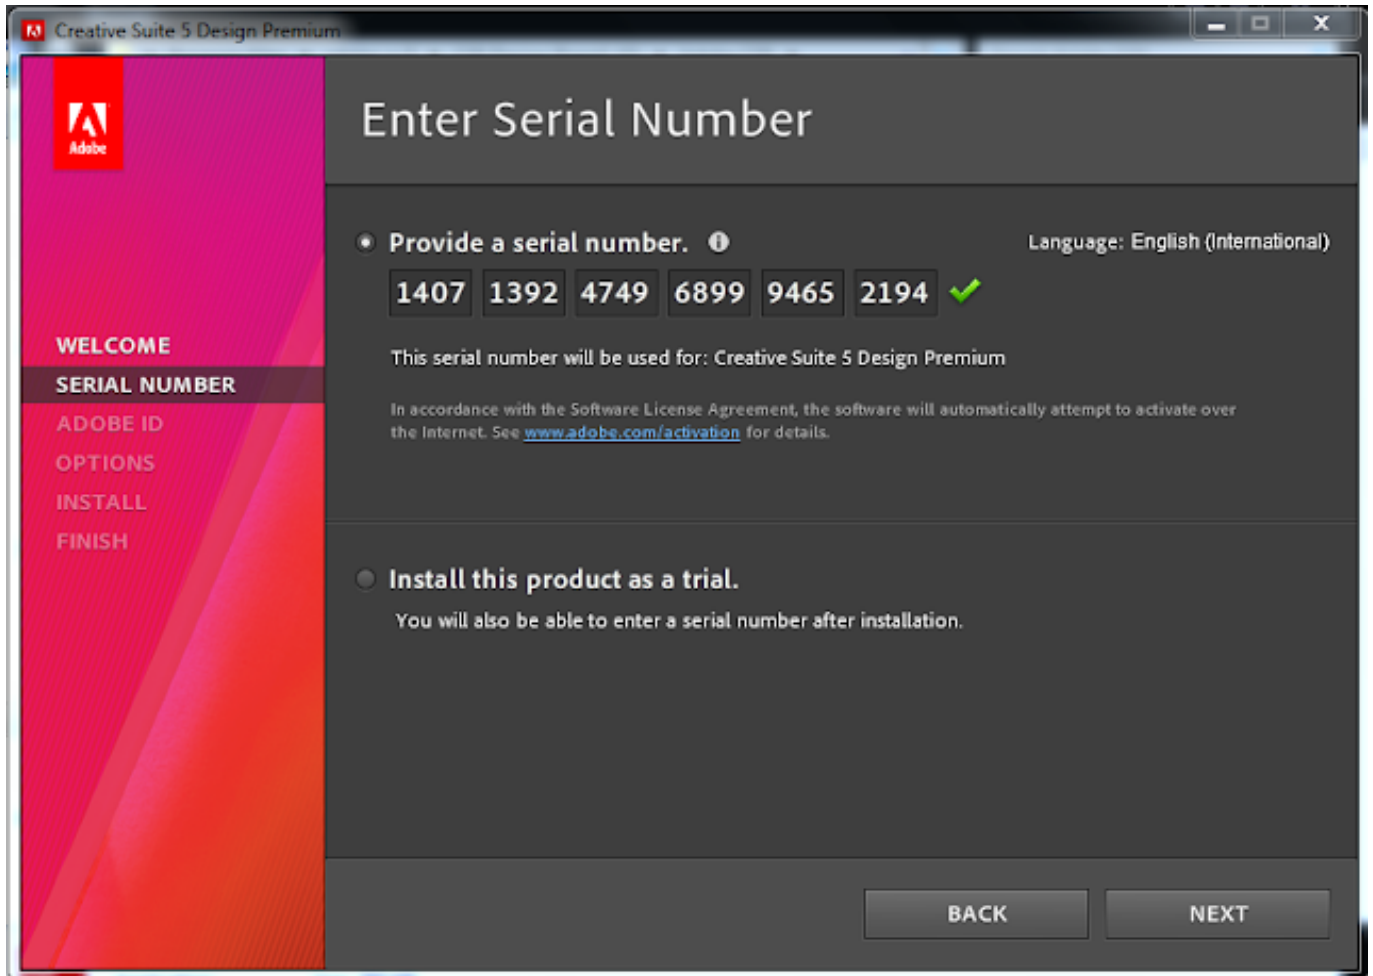 Creative Suite 5 Design Premium
Adobe
Enter Serial Number
Provide a serial number.
Language: English (International)
1407 1392 4749 6899 9465 2194
This serial number will be used for: Creative Suite 5 Design Premium
In accordance with the Software License Agreement, the software will automatically attempt to activate over
the Internet. See www.adobe.com/activation for details.
WELCOME
SERIAL NUMBER
ADOBE ID
OPTIONS
INSTALL
FINISH
Install this product as a trial.
You will also be able to enter a serial number after installation.
BACK
NEXT